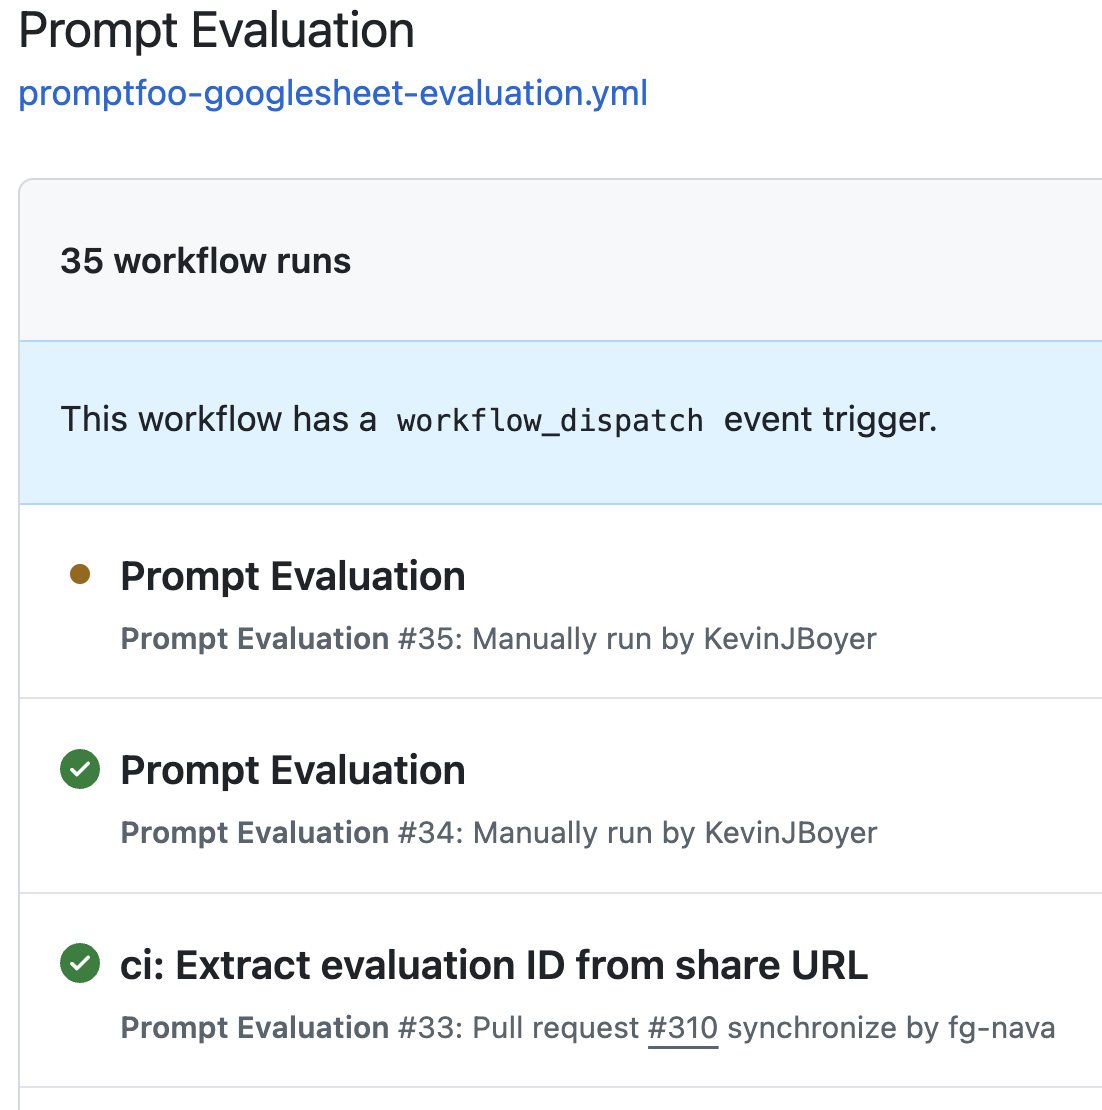 Prompt Evaluation
promptfoo-googlesheet-evaluation.yml
35 workflow runs
This workflow has a workflow_dispatch event trigger.
Prompt Evaluation
Prompt Evaluation #35: Manually run by KevinJBoyer
Prompt Evaluation
Prompt Evaluation #34: Manually run by KevinJBoyer
ci: Extract evaluation ID from share URL
Prompt Evaluation #33: Pull request #310 synchronize by fg-nava